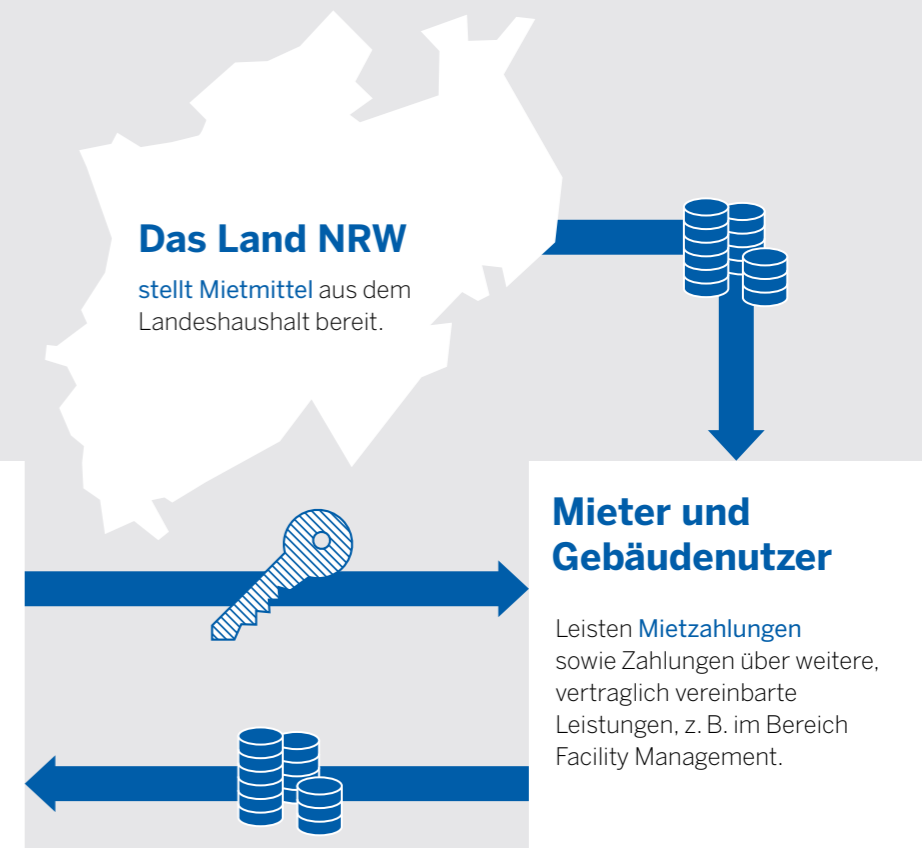 Das Land NRW
stellt Mietmittel aus dem
Landeshaushalt bereit.
Mieter und
Gebäudenutzer
Leisten Mietzahlungen
sowie Zahlungen über weitere,
vertraglich vereinbarte
Leistungen, z. B. im Bereich
Facility Management.